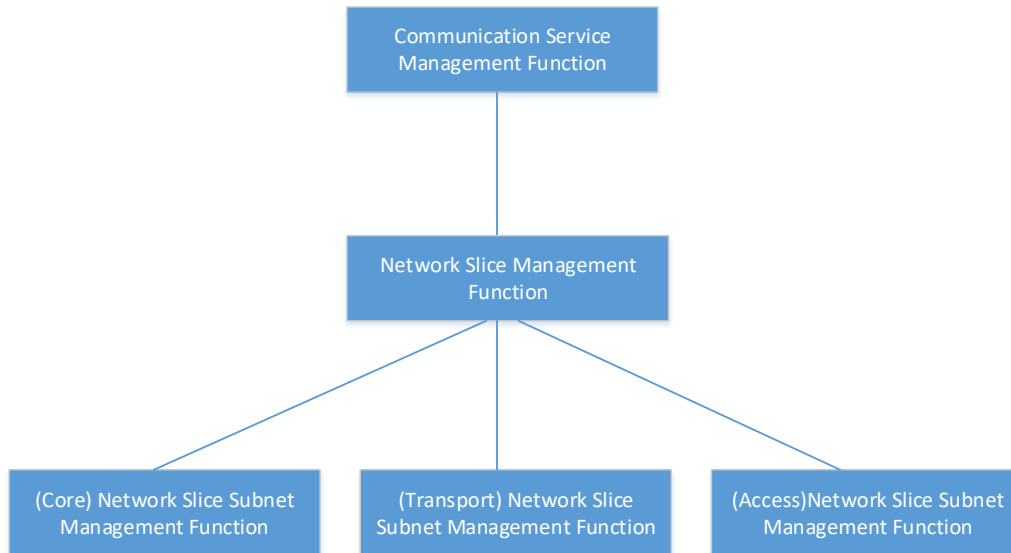 Communication Service
Management Function
Network Slice Management
Function
(Core) Network Slice Subnet
Management Function
(Transport) Network Slice
Subnet Management Function
(Access)Network Slice Subnet
Management Function